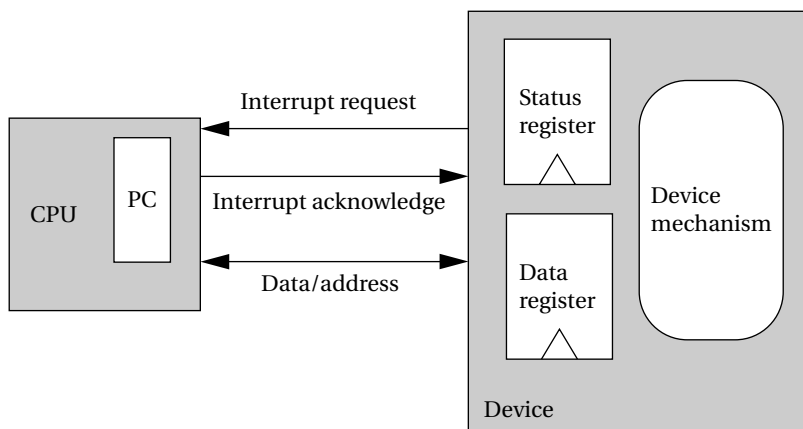 Interrupt request
CPU
PC
Interrupt acknowledge
Data/address
Status
register
Data
register
Device
mechanism
Device